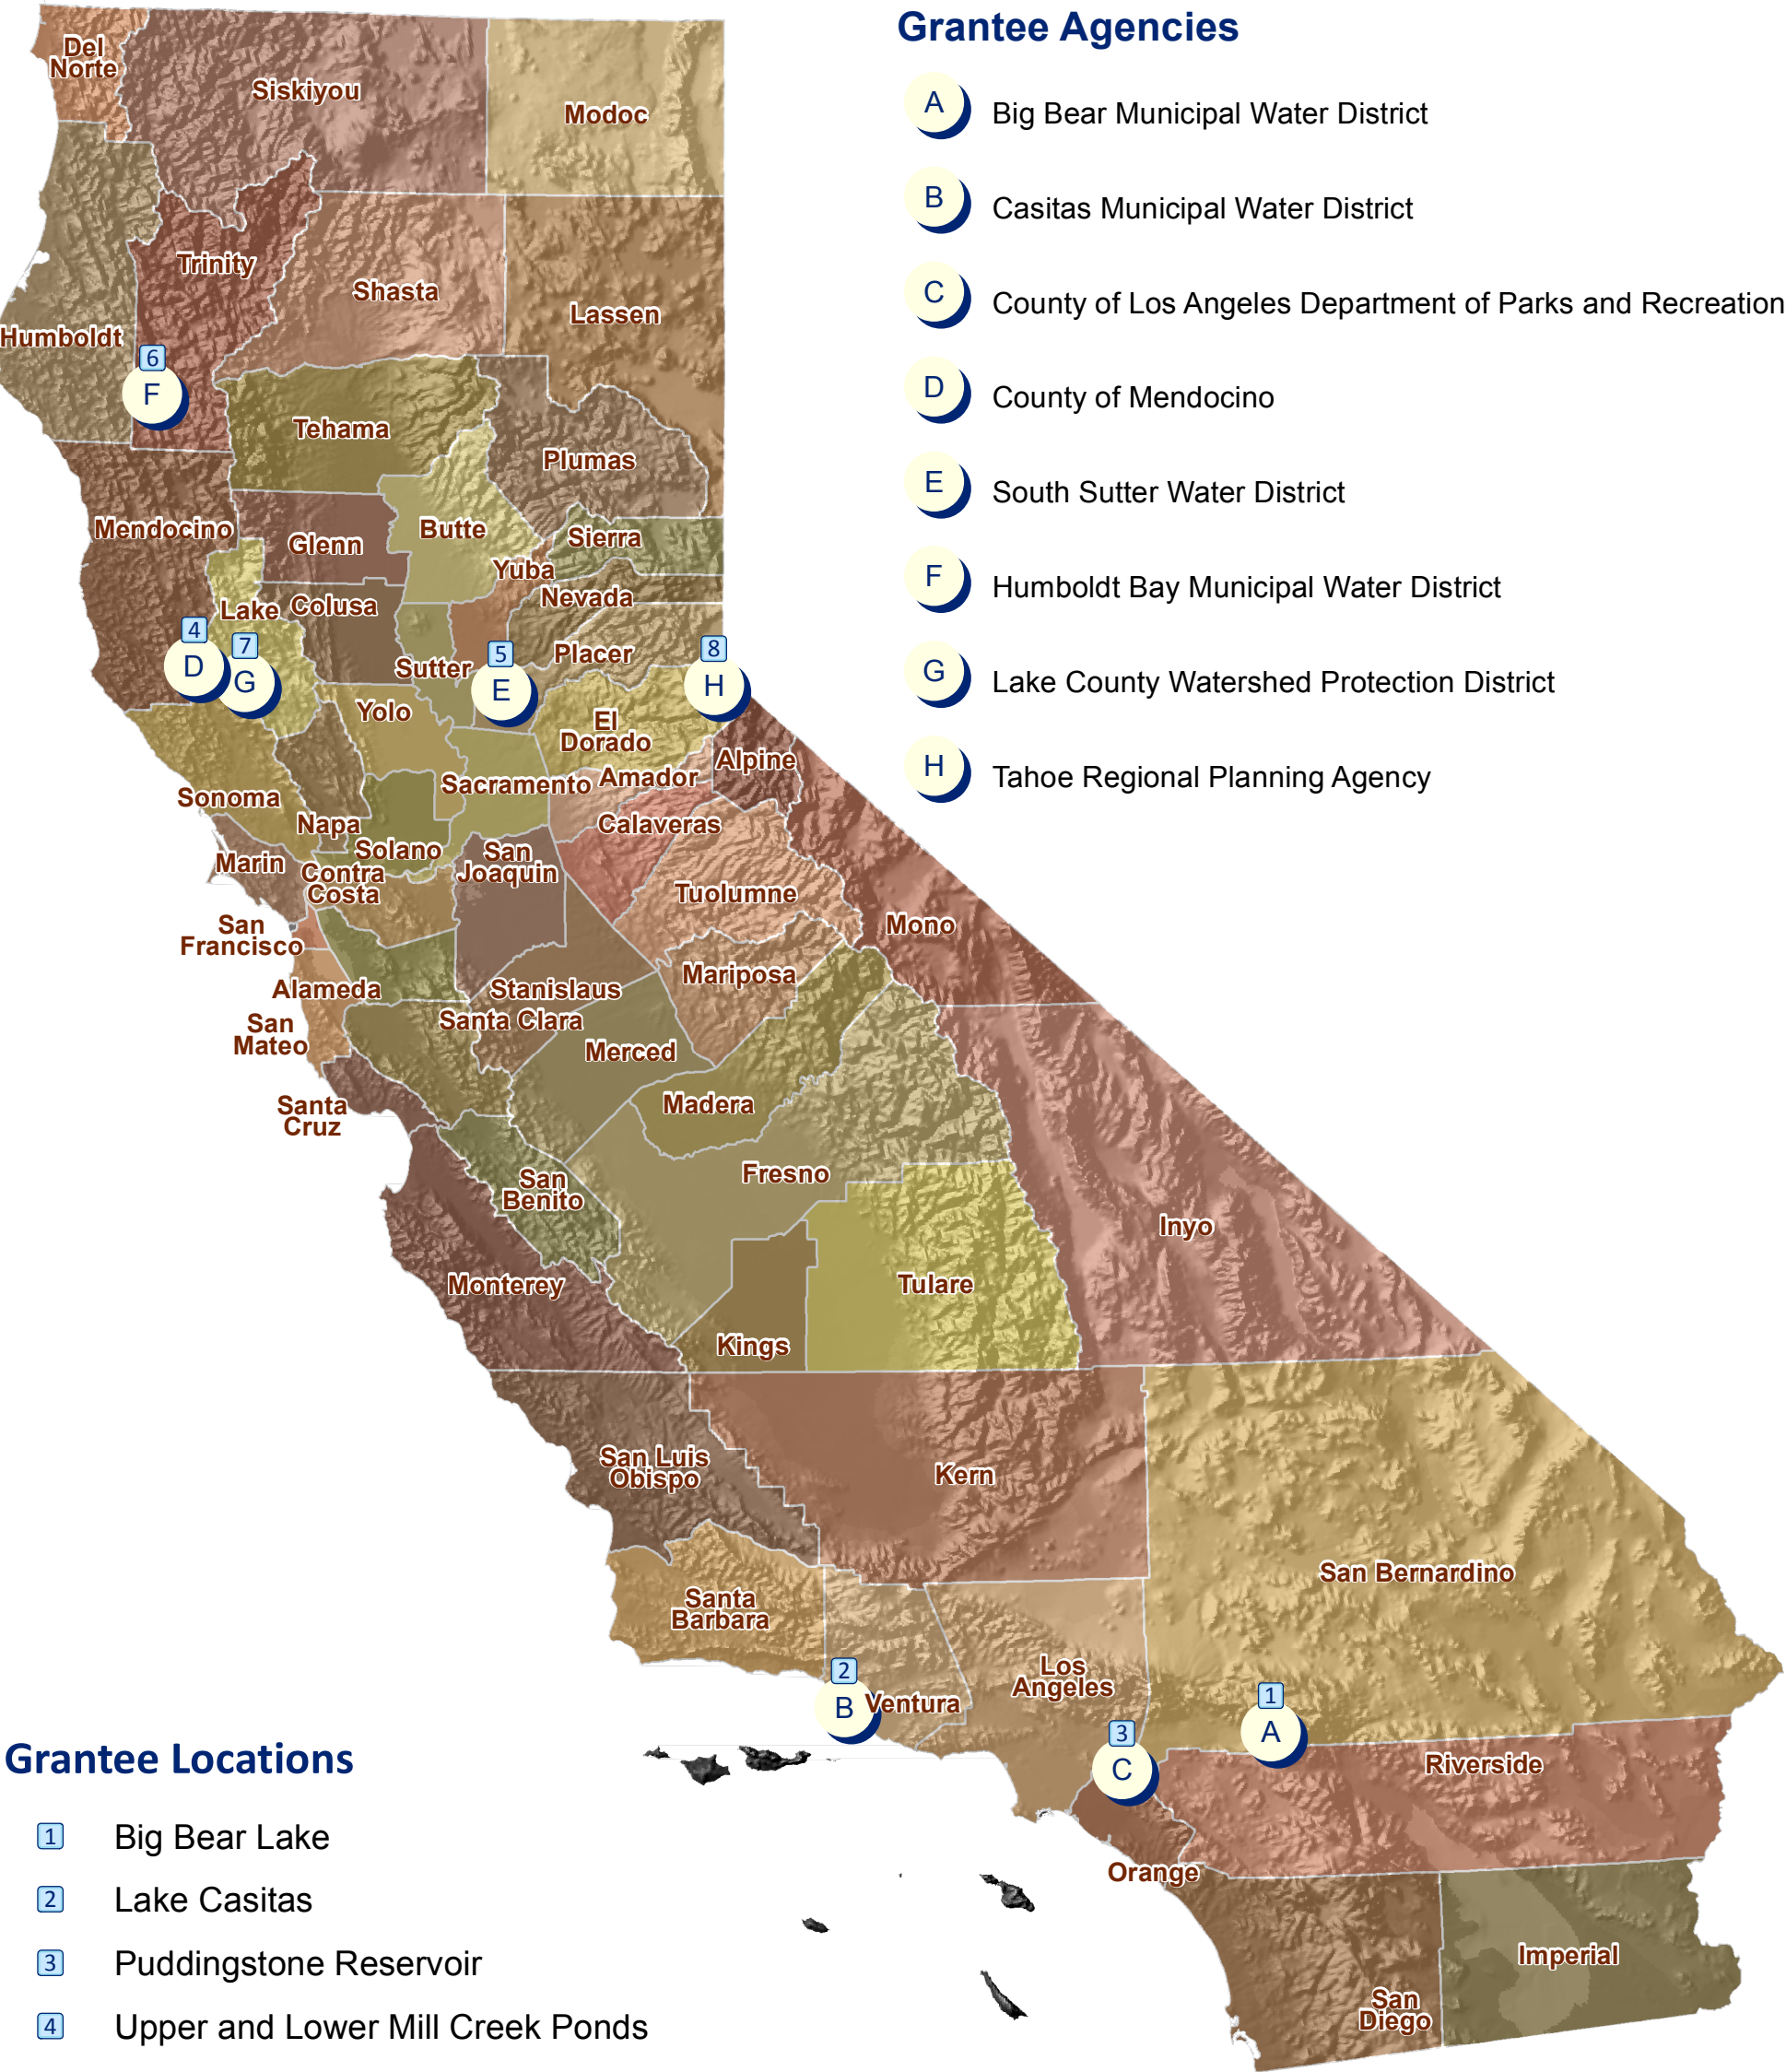 Grantee Agencies
A Big Bear Municipal Water District
B Casitas Municipal Water District
C County of Los Angeles Department of Parks and Recreation
D County of Mendocino
E South Sutter Water District
F Humboldt Bay Municipal Water District
G Lake County Watershed Protection District
H Tahoe Regional Planning Agency
Del
Norte
Siskiyou
Modoc
Trinity
Shasta
Lassen
Humboldt
6
F
Tehama
Plumas
Mendocino
Glenn
Butte
Sierra
Yuba
Nevada
Lake
Colusa
4
D
7
G
Sutter
5
E
Placer
8
H
Yolo
El
Dorado
Alpine
Sacramento
Amador
Sonoma
Napa
Calaveras
Solano
Marin
Contra
Costa
San
Joaquin
Tuolumne
San
Francisco
Mono
Mariposa
Alameda
Stanislaus
Santa Clara
San
Mateo
Merced
Santa
Cruz
Madera
Fresno
San
Benito
Inyo
Monterey
Tulare
Kings
San Luis
Obispo
Kern
San Bernardino
Santa
Barbara
Los
Angeles
2
B
Ventura
1
A
3
C
Riverside
Orange
Imperial
San
Diego
Grantee Locations
1 Big Bear Lake
2 Lake Casitas
3 Puddingstone Reservoir
4 Upper and Lower Mill Creek Ponds